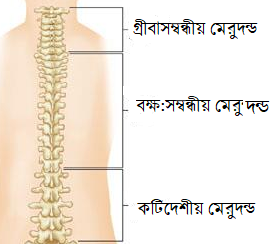 গ্রীবাসম্বন্ধীয় মেরুদন্ড
বক্ষ:সম্বন্ধীয় মেরু'দন্ড
কটিদেশীয় মেরুদন্ড